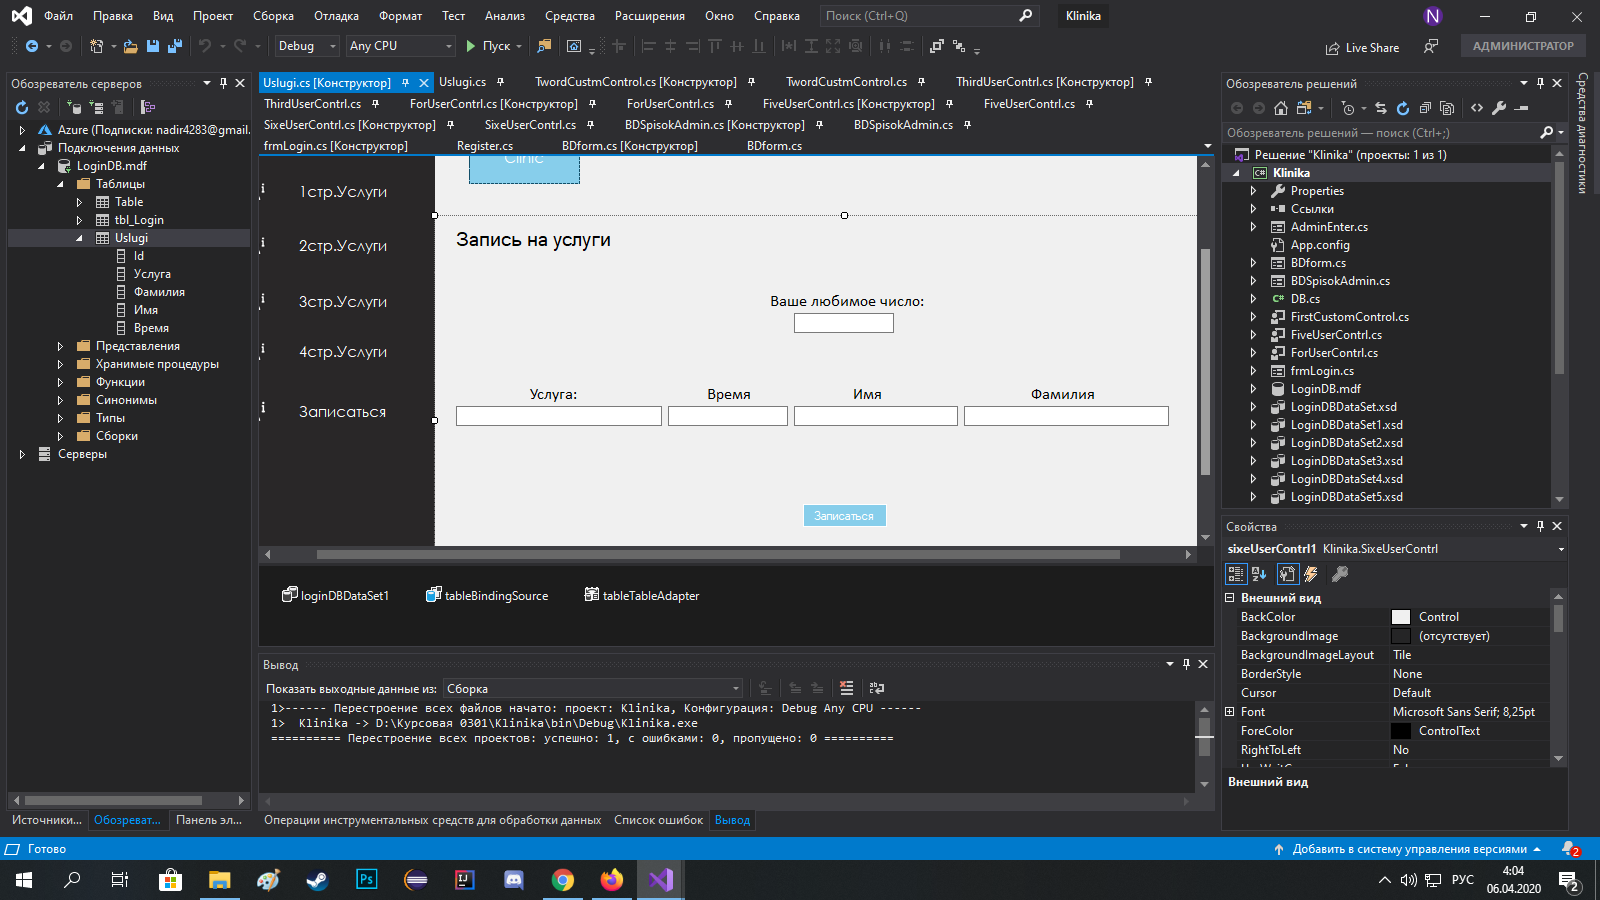 Файл Правка Вид Проект Сборка Отладка Формат Тест Анализ Средства Расширения Окно Справка Поиск (Ctrl+Q) Klinika N
Debug Any CPU Пуск Live Share АДМИНИСТРАТОР
Обозреватель серверов
Azure (Подписки: nadir4283@gmail.
Подключения данных
LoginDB.mdf
Таблицы
Table
tbl_Login
Uslugi
Id
Услуга
Фамилия
Имя
Время
Представления
Хранимые процедуры
Функции
Синонимы
Типы
Сборки
Серверы
Источники... Обозреват... Панель эл...
Uslugi.cs [Конструктор] Uslugi.cs TwordCustmControl.cs [Конструктор] TwordCustmControl.cs ThirdUserContrl.cs [Конструктор]
ThirdUserContrl.cs ForUserContrl.cs [Конструктор] ForUserContrl.cs FiveUserContrl.cs [Конструктор] FiveUserContrl.cs
SixeUserContrl.cs [Конструктор] SixeUserContrl.cs BDSpisokAdmin.cs [Конструктор] BDSpisokAdmin.cs
frmLogin.cs [Конструктор] Register.cs BDform.cs [Конструктор] BDform.cs
Clinic
1стр.Услуги
2стр.Услуги
3стр.Услуги
4стр.Услуги
Записаться
Запись на услуги
Ваше любимое число:
Услуга: Время Имя Фамилия
Записаться
loginDBDataSet1 tableBindingSource tableTableAdapter
Вывод
Показать выходные данные из: Сборка
1>------ Перестроение всех файлов начато: проект: Klinika, Конфигурация: Debug Any CPU ------
1>  Klinika -> D:\Курсовая 0301\Klinika\bin\Debug\Klinika.exe
========== Перестроение всех проектов: успешно: 1, с ошибками: 0, пропущено: 0 ==========
Операции инструментальных средств для обработки данных Список ошибок Вывод
Обозреватель решений
Обозреватель решений — поиск (Ctrl+;)
Решение "Klinika" (проекты: 1 из 1)
Klinika
Properties
Ссылки
AdminEnter.cs
App.config
BDform.cs
BDSpisokAdmin.cs
DB.cs
FirstCustomControl.cs
FiveUserContrl.cs
ForUserContrl.cs
frmLogin.cs
LoginDB.mdf
LoginDBDataSet.xsd
LoginDBDataSet1.xsd
LoginDBDataSet2.xsd
LoginDBDataSet3.xsd
LoginDBDataSet4.xsd
LoginDBDataSet5.xsd
Свойства
sixeUserContrl1 Klinika.SixeUserContrl
Внешний вид
BackColor Control
BackgroundImage (отсутствует)
BackgroundImageLayout Tile
BorderStyle None
Cursor Default
Font Microsoft Sans Serif; 8,25pt
ForeColor ControlText
RightToLeft No
Внешний вид
Средства диагностики
Готово Добавить в систему управления версиями 2
Ps IJ РУС 4:04
06.04.2020 2